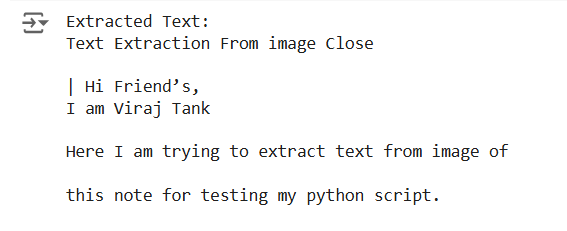 Extracted Text:
Text Extraction From image Close
| Hi Friend’s,
I am Viraj Tank
Here I am trying to extract text from image of
this note for testing my python script.